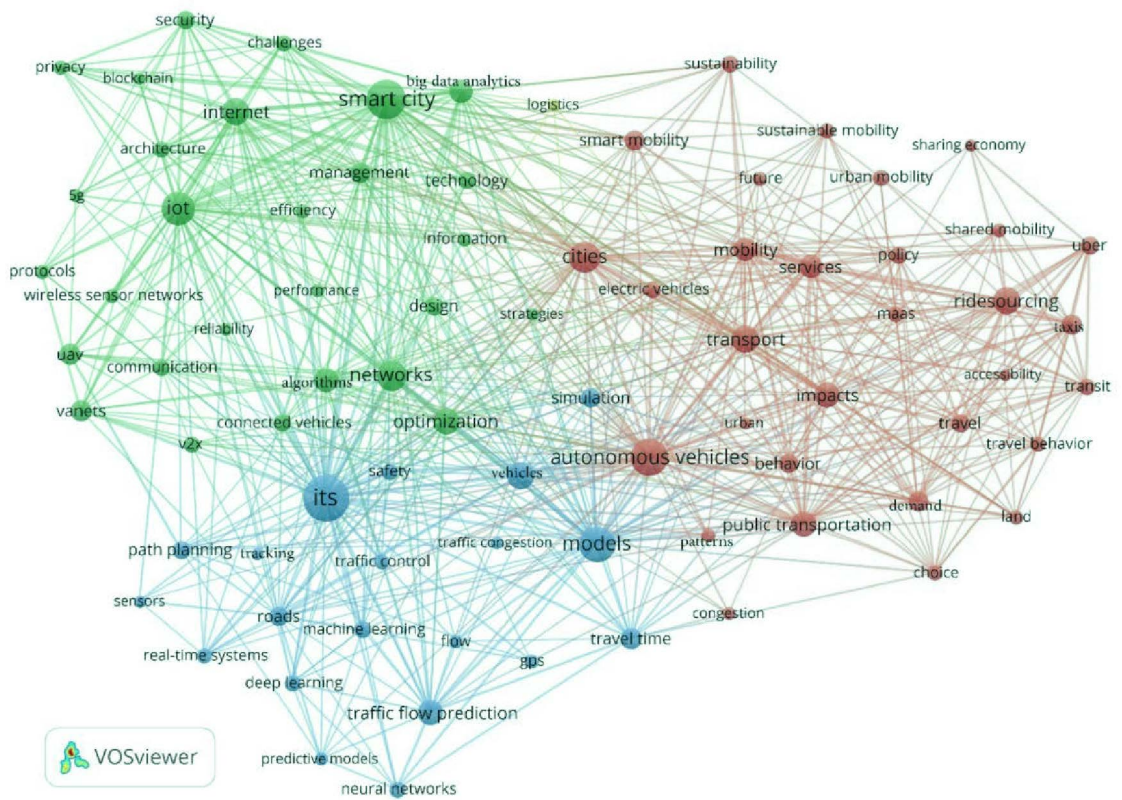 security
challenges
privacy
blockchain
big data analytics
sustainability
smart city
logistics
internet
smart mobility
sustainable mobility
sharing economy
architecture
management
technology
future
urban mobility
5g
iot
efficiency
information
shared mobility
uber
cities
mobility
services
policy
protocols
wireless sensor networks
performance
electric vehicles
design
strategies
ridesourcing
maas
taxis
reliability
transport
uav
communication
algorithms
networks
accessibility
transit
simulation
impacts
vanets
connected vehicles
optimization
urban
travel
v2x
travel behavior
safety
vehicles
autonomous vehicles
behavior
its
demand
land
public transportation
path planning
tracking
traffic control
traffic congestion
models
patterns
choice
sensors
roads
machine learning
flow
travel time
congestion
real-time systems
gps
deep learning
traffic flow prediction
VOSviewer
predictive models
neural networks